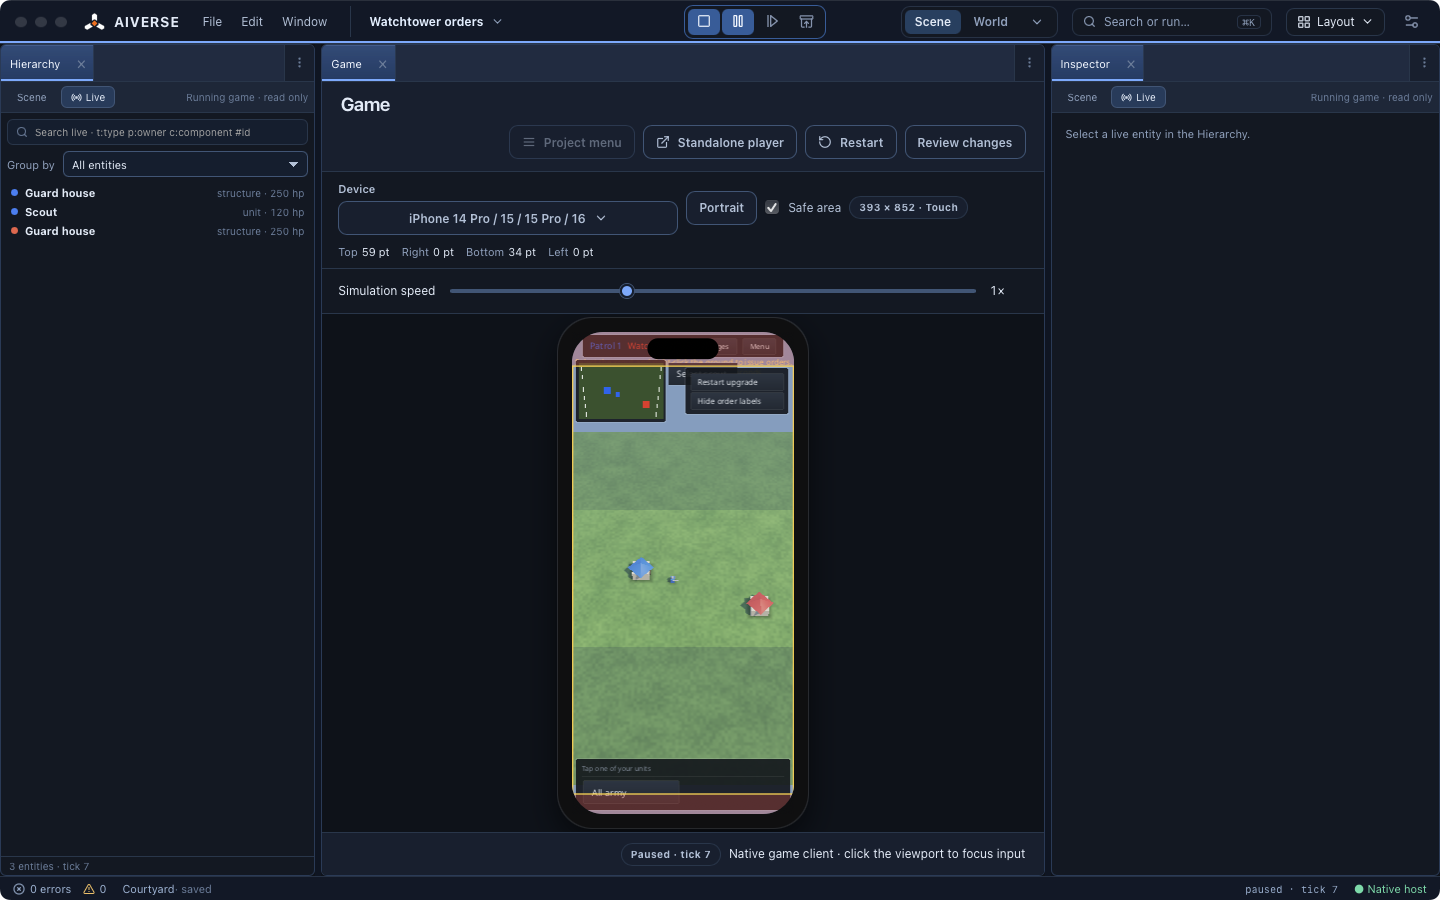 AIVERSE File Edit Window Watchtower orders Scene World Search or run... ⌘K Layout
Hierarchy
Scene Live Running game · read only
Search live · t:type p:owner c:component #id
Group by All entities
Guard house structure · 250 hp
Scout unit · 120 hp
Guard house structure · 250 hp
3 entities · tick 7
Game
Game
Project menu Standalone player Restart Review changes
Device
iPhone 14 Pro / 15 / 15 Pro / 16 Portrait Safe area 393 × 852 · Touch
Top 59 pt Right 0 pt Bottom 34 pt Left 0 pt
Simulation speed 1×
Patrol 1 Menu
Restart upgrade
Hide order labels
Tap one of your units
All army
Paused · tick 7 Native game client · click the viewport to focus input
Inspector
Scene Live Running game · read only
Select a live entity in the Hierarchy.
0 errors 0 Courtyard · saved paused · tick 7 Native host